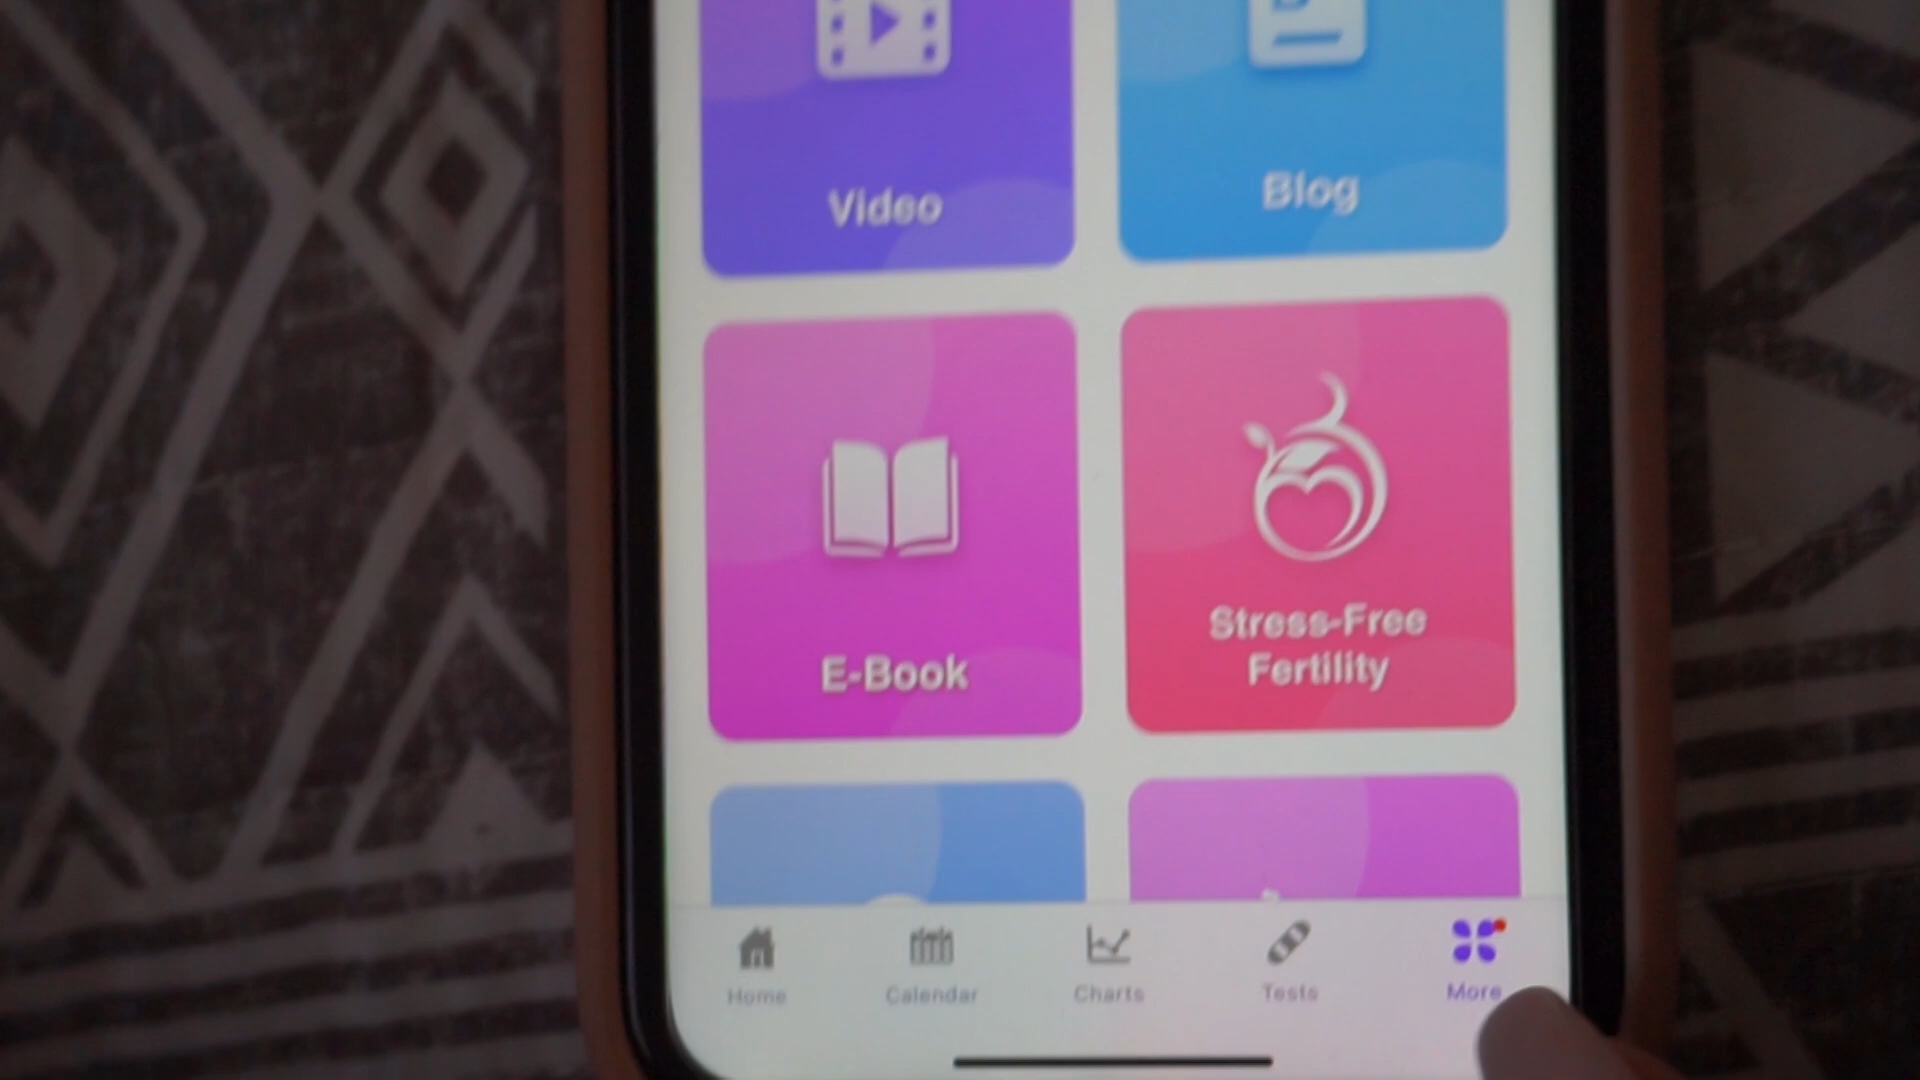 Video
Blog
E-Book
Stress-Free
Fertility
Home
Calendar
Charts
Tests
More